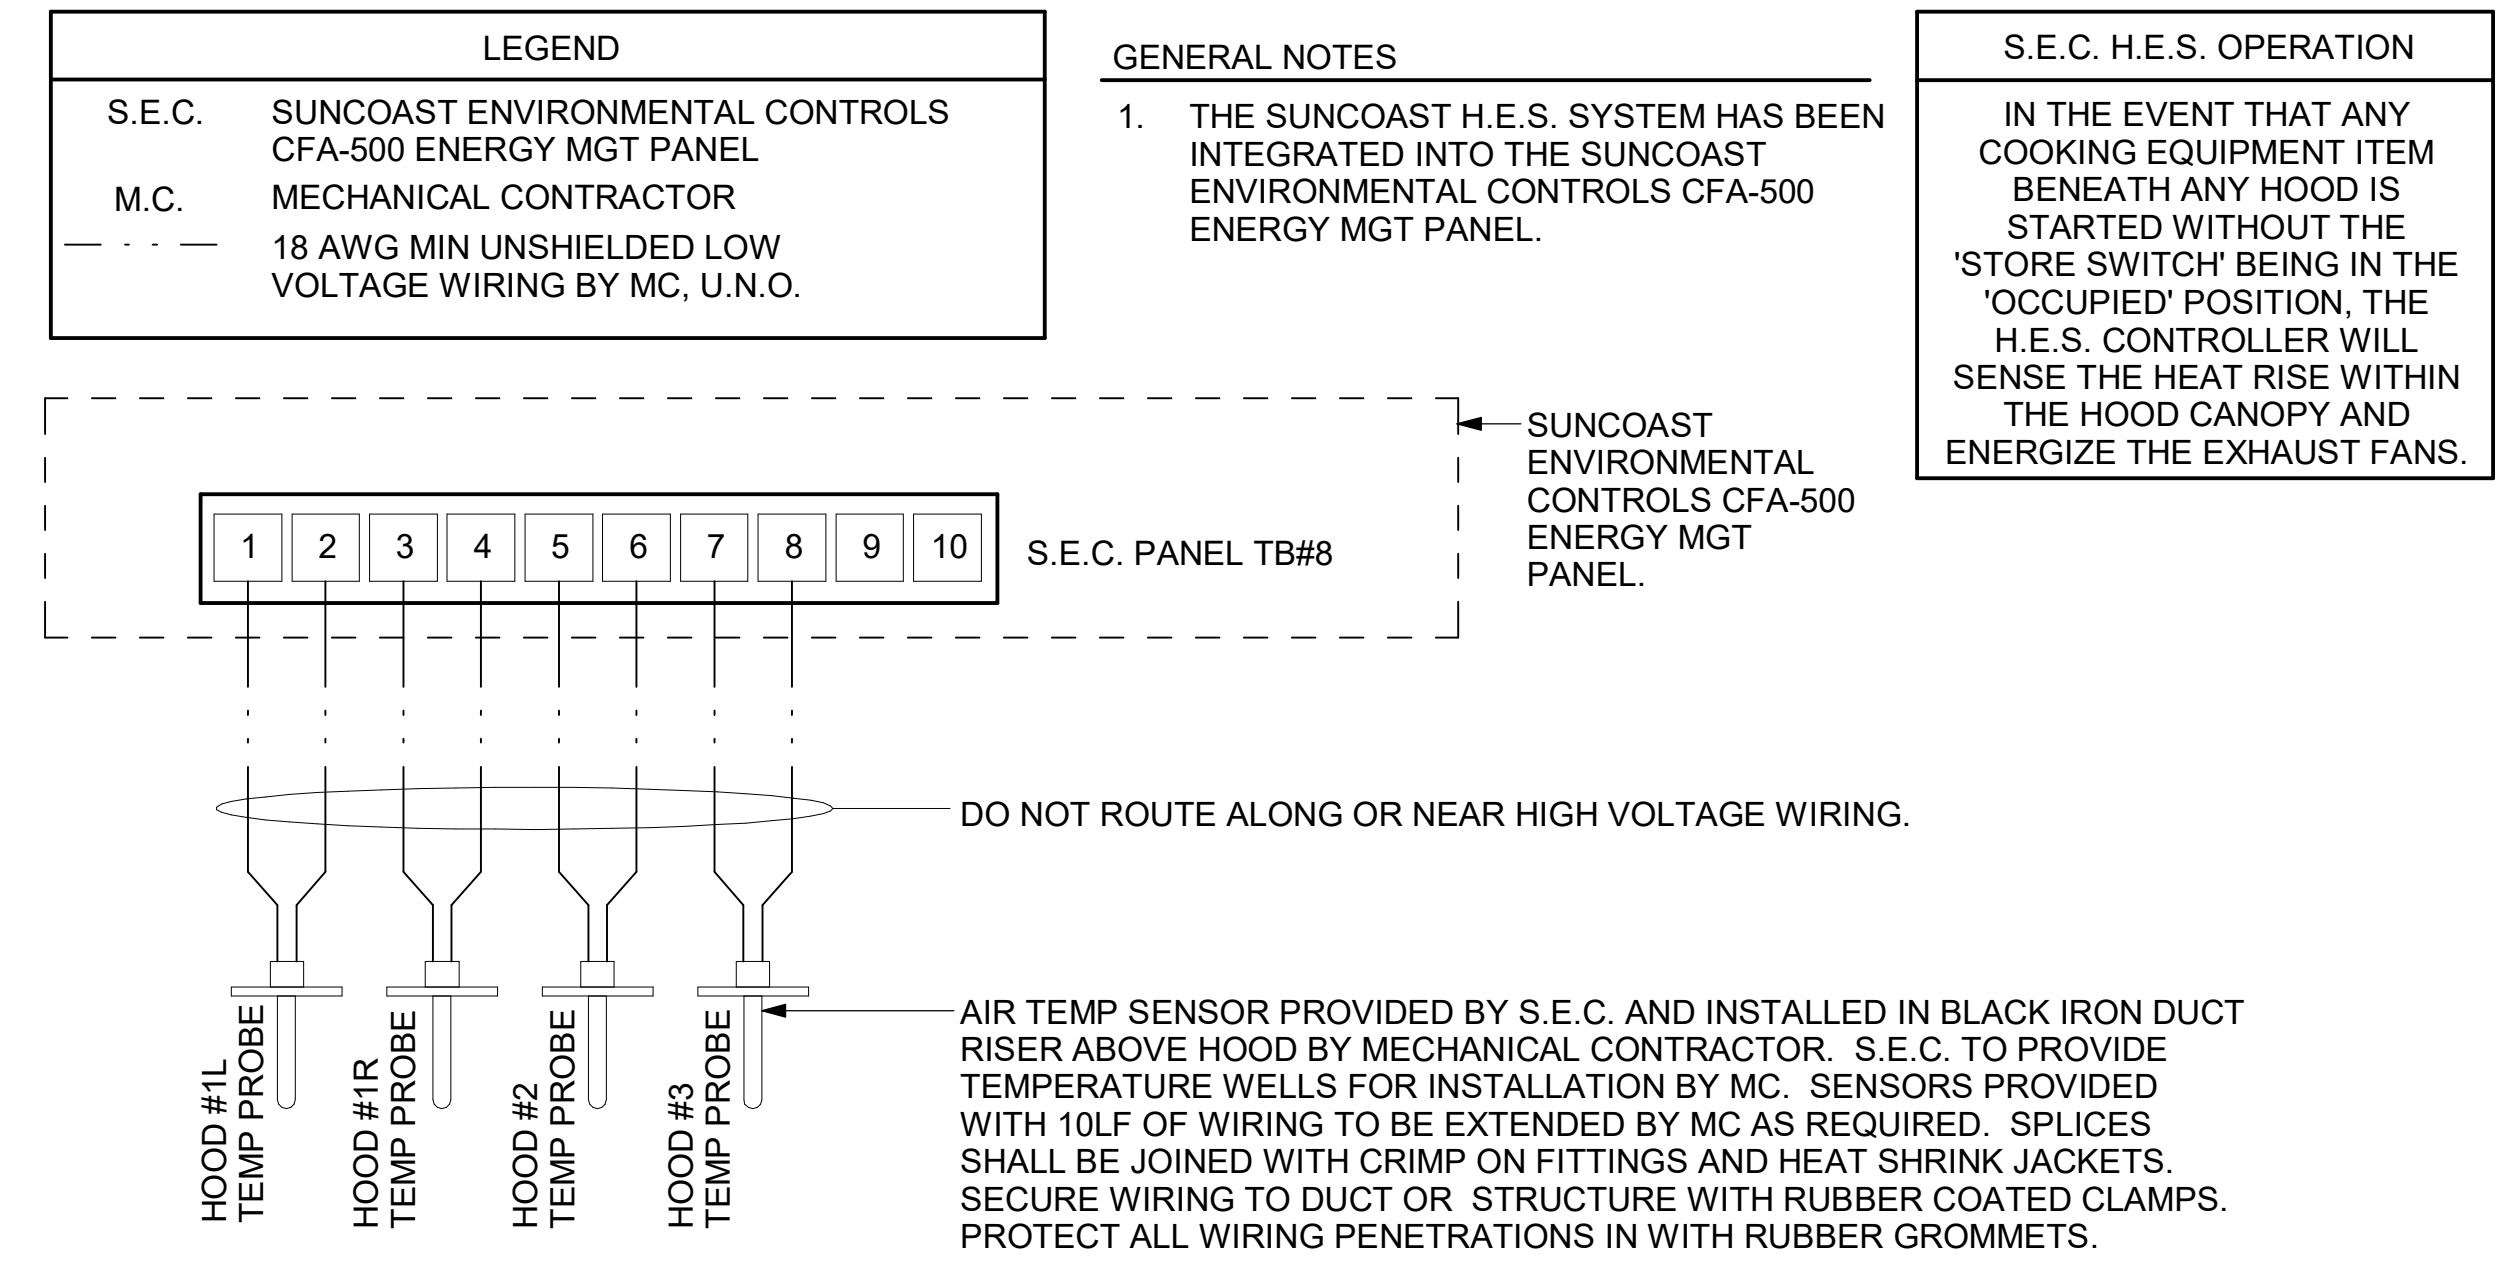 LEGEND
S.E.C. SUNCOAST ENVIRONMENTAL CONTROLS
CFA-500 ENERGY MGT PANEL
M.C. MECHANICAL CONTRACTOR
18 AWG MIN UNSHIELDED LOW
VOLTAGE WIRING BY MC, U.N.O.
GENERAL NOTES
1. THE SUNCOAST H.E.S. SYSTEM HAS BEEN
INTEGRATED INTO THE SUNCOAST
ENVIRONMENTAL CONTROLS CFA-500
ENERGY MGT PANEL.
S.E.C. H.E.S. OPERATION
IN THE EVENT THAT ANY
COOKING EQUIPMENT ITEM
BENEATH ANY HOOD IS
STARTED WITHOUT THE
'STORE SWITCH' BEING IN THE
'OCCUPIED' POSITION, THE
H.E.S. CONTROLLER WILL
SENSE THE HEAT RISE WITHIN
THE HOOD CANOPY AND
ENERGIZE THE EXHAUST FANS.
SUNCOAST
ENVIRONMENTAL
CONTROLS CFA-500
ENERGY MGT
PANEL.
1 2 3 4 5 6 7 8 9 10
S.E.C. PANEL TB#8
DO NOT ROUTE ALONG OR NEAR HIGH VOLTAGE WIRING.
HOOD #1L
TEMP PROBE
HOOD #1R
TEMP PROBE
HOOD #2
TEMP PROBE
HOOD #3
TEMP PROBE
AIR TEMP SENSOR PROVIDED BY S.E.C. AND INSTALLED IN BLACK IRON DUCT
RISER ABOVE HOOD BY MECHANICAL CONTRACTOR. S.E.C. TO PROVIDE
TEMPERATURE WELLS FOR INSTALLATION BY MC. SENSORS PROVIDED
WITH 10LF OF WIRING TO BE EXTENDED BY MC AS REQUIRED. SPLICES
SHALL BE JOINED WITH CRIMP ON FITTINGS AND HEAT SHRINK JACKETS.
SECURE WIRING TO DUCT OR STRUCTURE WITH RUBBER COATED CLAMPS.
PROTECT ALL WIRING PENETRATIONS IN WITH RUBBER GROMMETS.